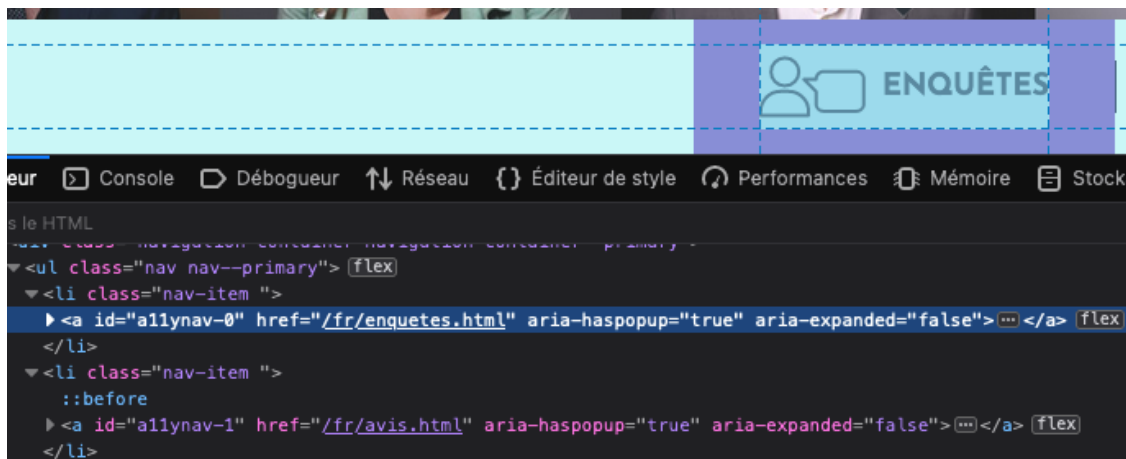 ENQUÊTES
eur Console Débogueur Réseau {} Éditeur de style Performances Mémoire Stock
s le HTML
<ul class="nav nav--primary"> flex
<li class="nav-item ">
<a id="a11ynav-0" href="/fr/enquetes.html" aria-haspopup="true" aria-expanded="false">⋯</a> flex
</li>
<li class="nav-item ">
::before
<a id="a11ynav-1" href="/fr/avis.html" aria-haspopup="true" aria-expanded="false">⋯</a> flex
</li>